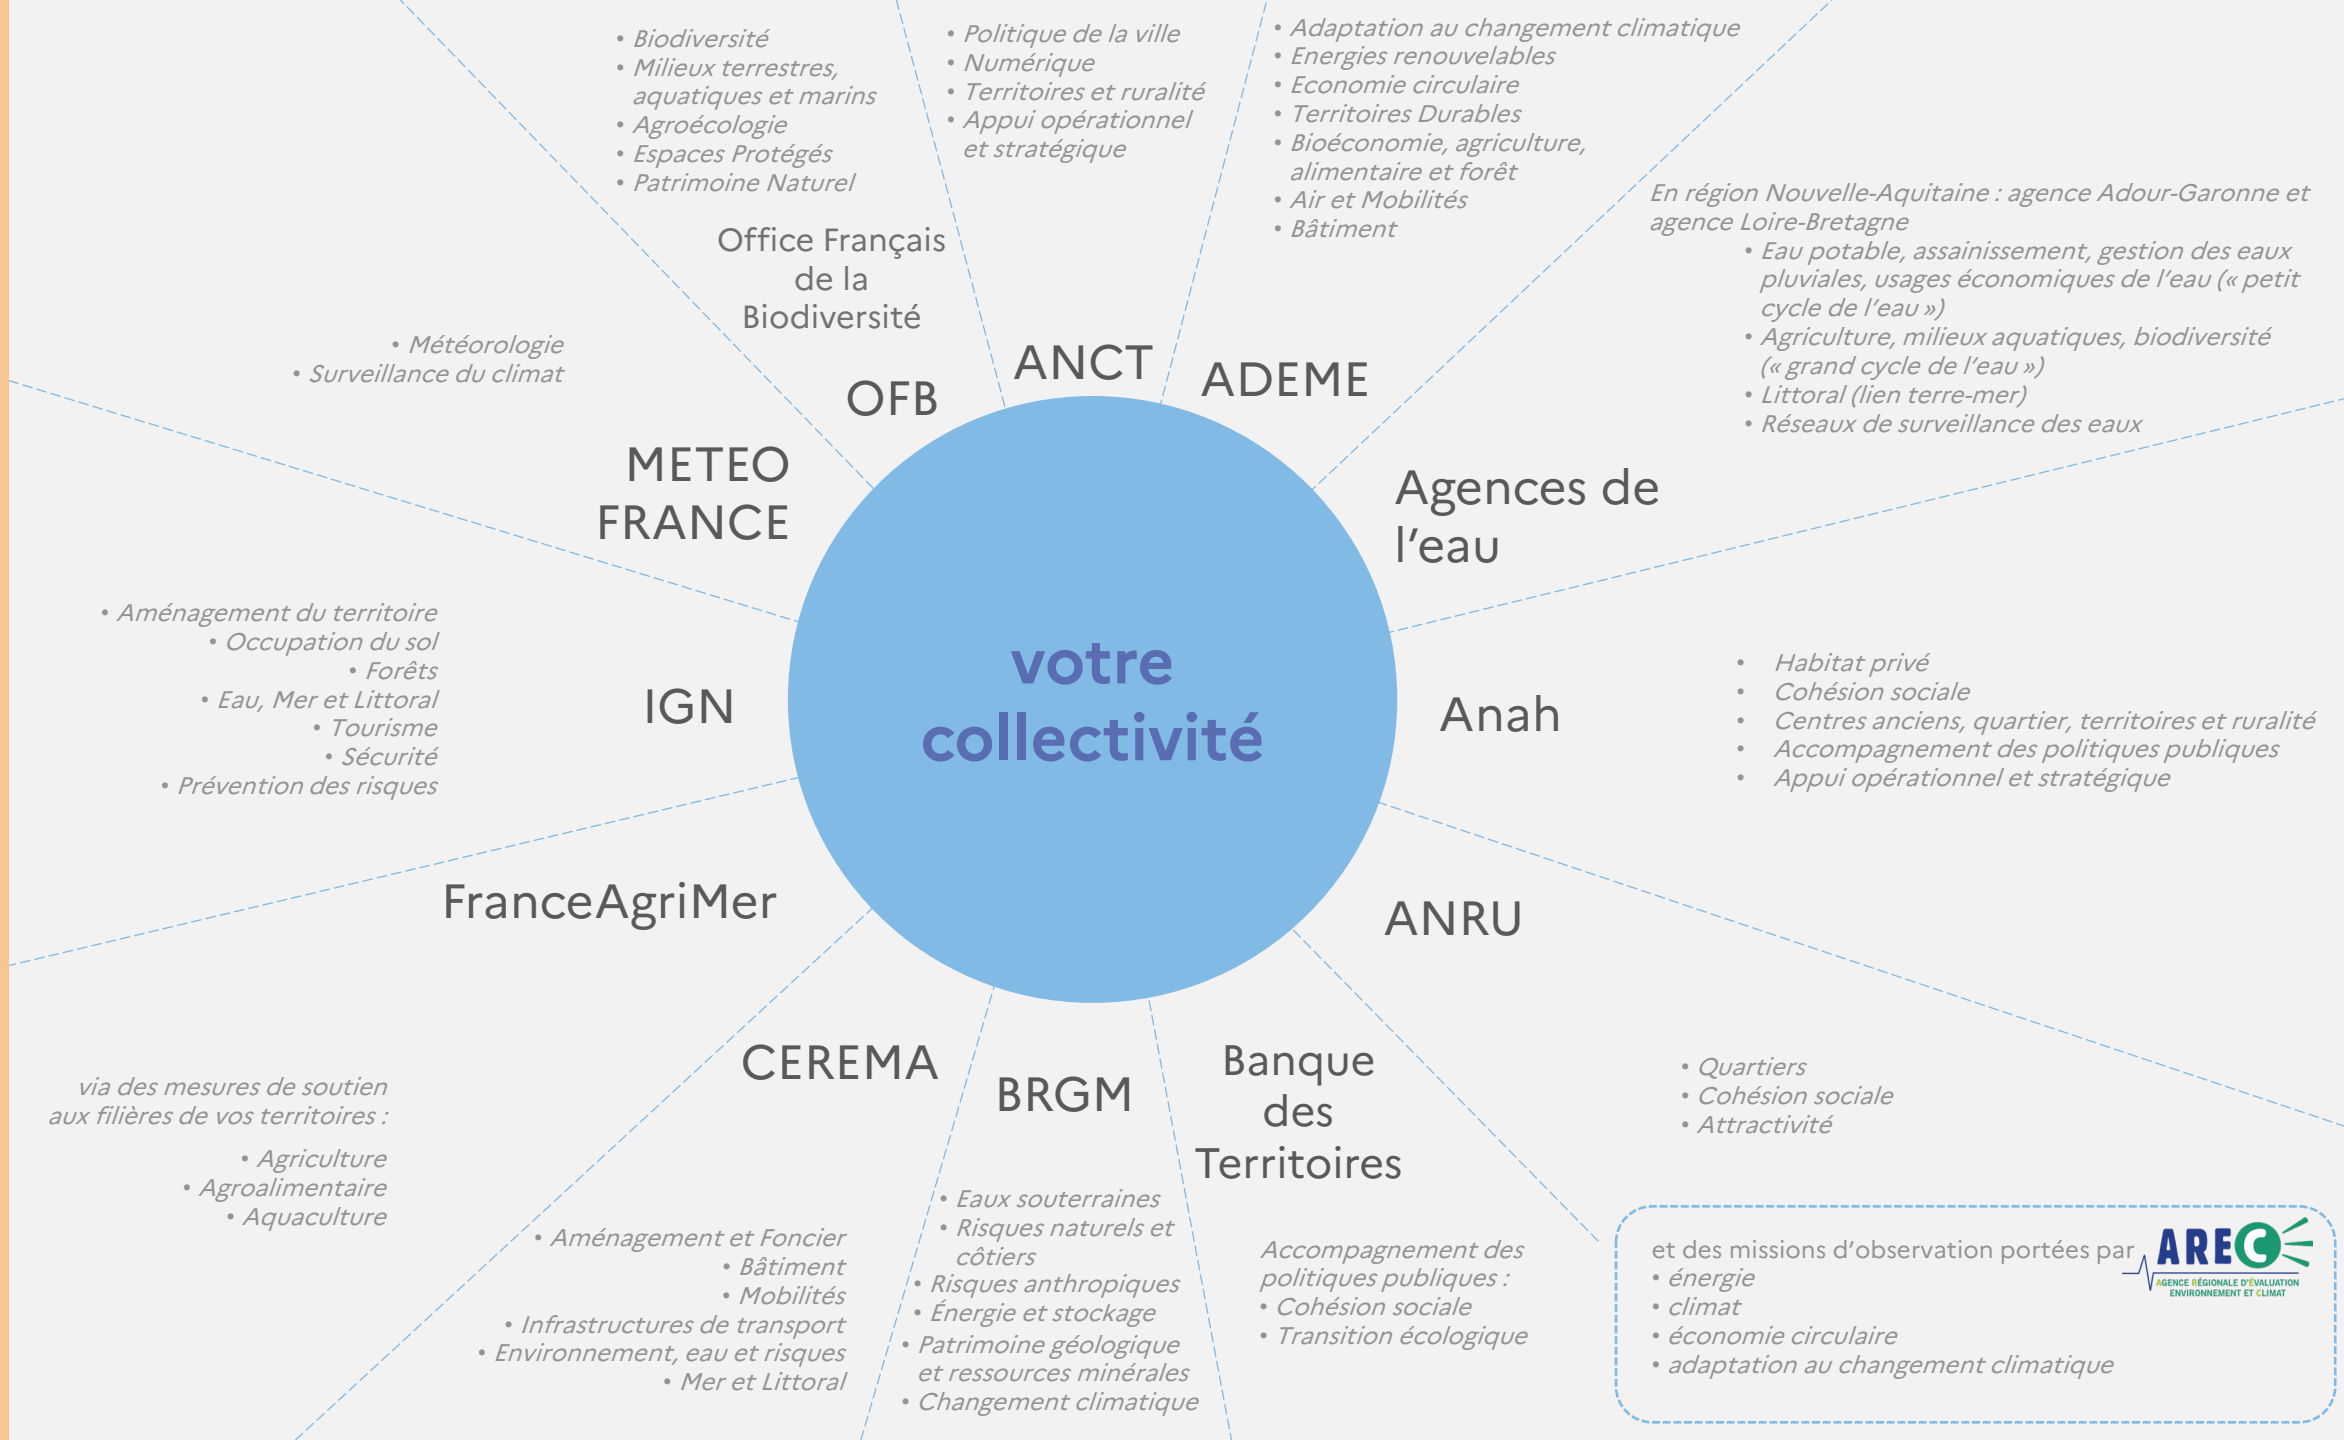 • Biodiversité
• Milieux terrestres,
aquatiques et marins
• Agroécologie
• Espaces Protégés
• Patrimoine Naturel
Office Français
de la
Biodiversité
OFB
• Politique de la ville
• Numérique
• Territoires et ruralité
• Appui opérationnel
et stratégique
ANCT
• Adaptation au changement climatique
• Energies renouvelables
• Economie circulaire
• Territoires Durables
• Bioéconomie, agriculture,
alimentaire et forêt
• Air et Mobilités
• Bâtiment
ADEME
En région Nouvelle-Aquitaine : agence Adour-Garonne et
agence Loire-Bretagne
• Eau potable, assainissement, gestion des eaux
pluviales, usages économiques de l'eau (« petit
cycle de l'eau »)
• Agriculture, milieux aquatiques, biodiversité
(« grand cycle de l'eau »)
• Littoral (lien terre-mer)
• Réseaux de surveillance des eaux
Agences de
l'eau
• Météorologie
• Surveillance du climat
METEO
FRANCE
• Aménagement du territoire
• Occupation du sol
• Forêts
• Eau, Mer et Littoral
• Tourisme
• Sécurité
• Prévention des risques
IGN
votre
collectivité
Anah
• Habitat privé
• Cohésion sociale
• Centres anciens, quartier, territoires et ruralité
• Accompagnement des politiques publiques
• Appui opérationnel et stratégique
FranceAgriMer
via des mesures de soutien
aux filières de vos territoires :
• Agriculture
• Agroalimentaire
• Aquaculture
CEREMA
• Aménagement et Foncier
• Bâtiment
• Mobilités
• Infrastructures de transport
• Environnement, eau et risques
• Mer et Littoral
BRGM
• Eaux souterraines
• Risques naturels et
côtiers
• Risques anthropiques
• Énergie et stockage
• Patrimoine géologique
et ressources minérales
• Changement climatique
Banque
des
Territoires
Accompagnement des
politiques publiques :
• Cohésion sociale
• Transition écologique
ANRU
• Quartiers
• Cohésion sociale
• Attractivité
et des missions d'observation portées par
• énergie
• climat
• économie circulaire
• adaptation au changement climatique
AREC
AGENCE RÉGIONALE D'ÉVALUATION
ENVIRONNEMENT ET CLIMAT